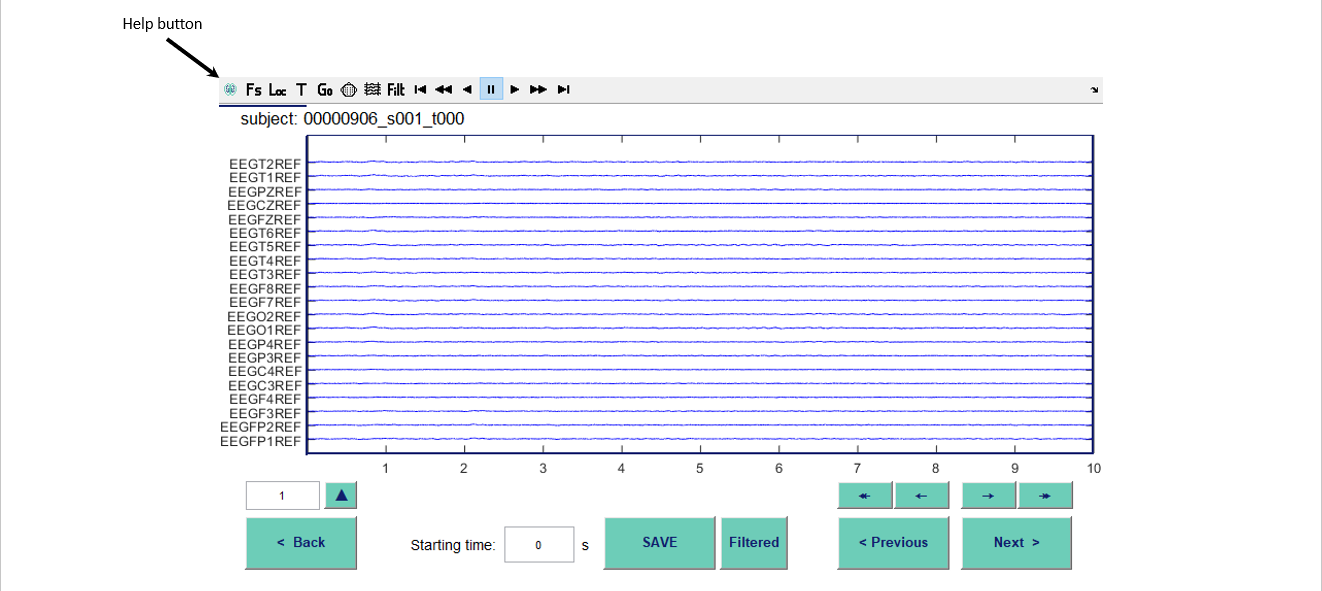 Help button
Fs Loc T Go Filt
subject: 00000906_s001_t000
EEGT2REF
EEGT1REF
EEGPZREF
EEGCZREF
EEGFZREF
EEGT6REF
EEGT5REF
EEGT4REF
EEGT3REF
EEGF8REF
EEGF7REF
EEGO2REF
EEGO1REF
EEGP4REF
EEGP3REF
EEGC4REF
EEGC3REF
EEGF4REF
EEGF3REF
EEGFP2REF
EEGFP1REF
1 2 3 4 5 6 7 8 9 10
1
< Back
Starting time: 0 s
SAVE
Filtered
< Previous
Next >